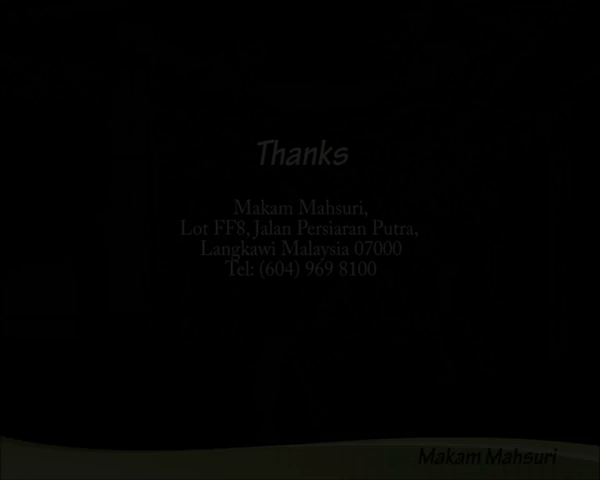 Thanks
Makam Mahsuri,
Lot FF8, Jalan Persiaran Putra,
Langkawi Malaysia 07000
Tel: (604) 969 8100
Makam Mahsuri